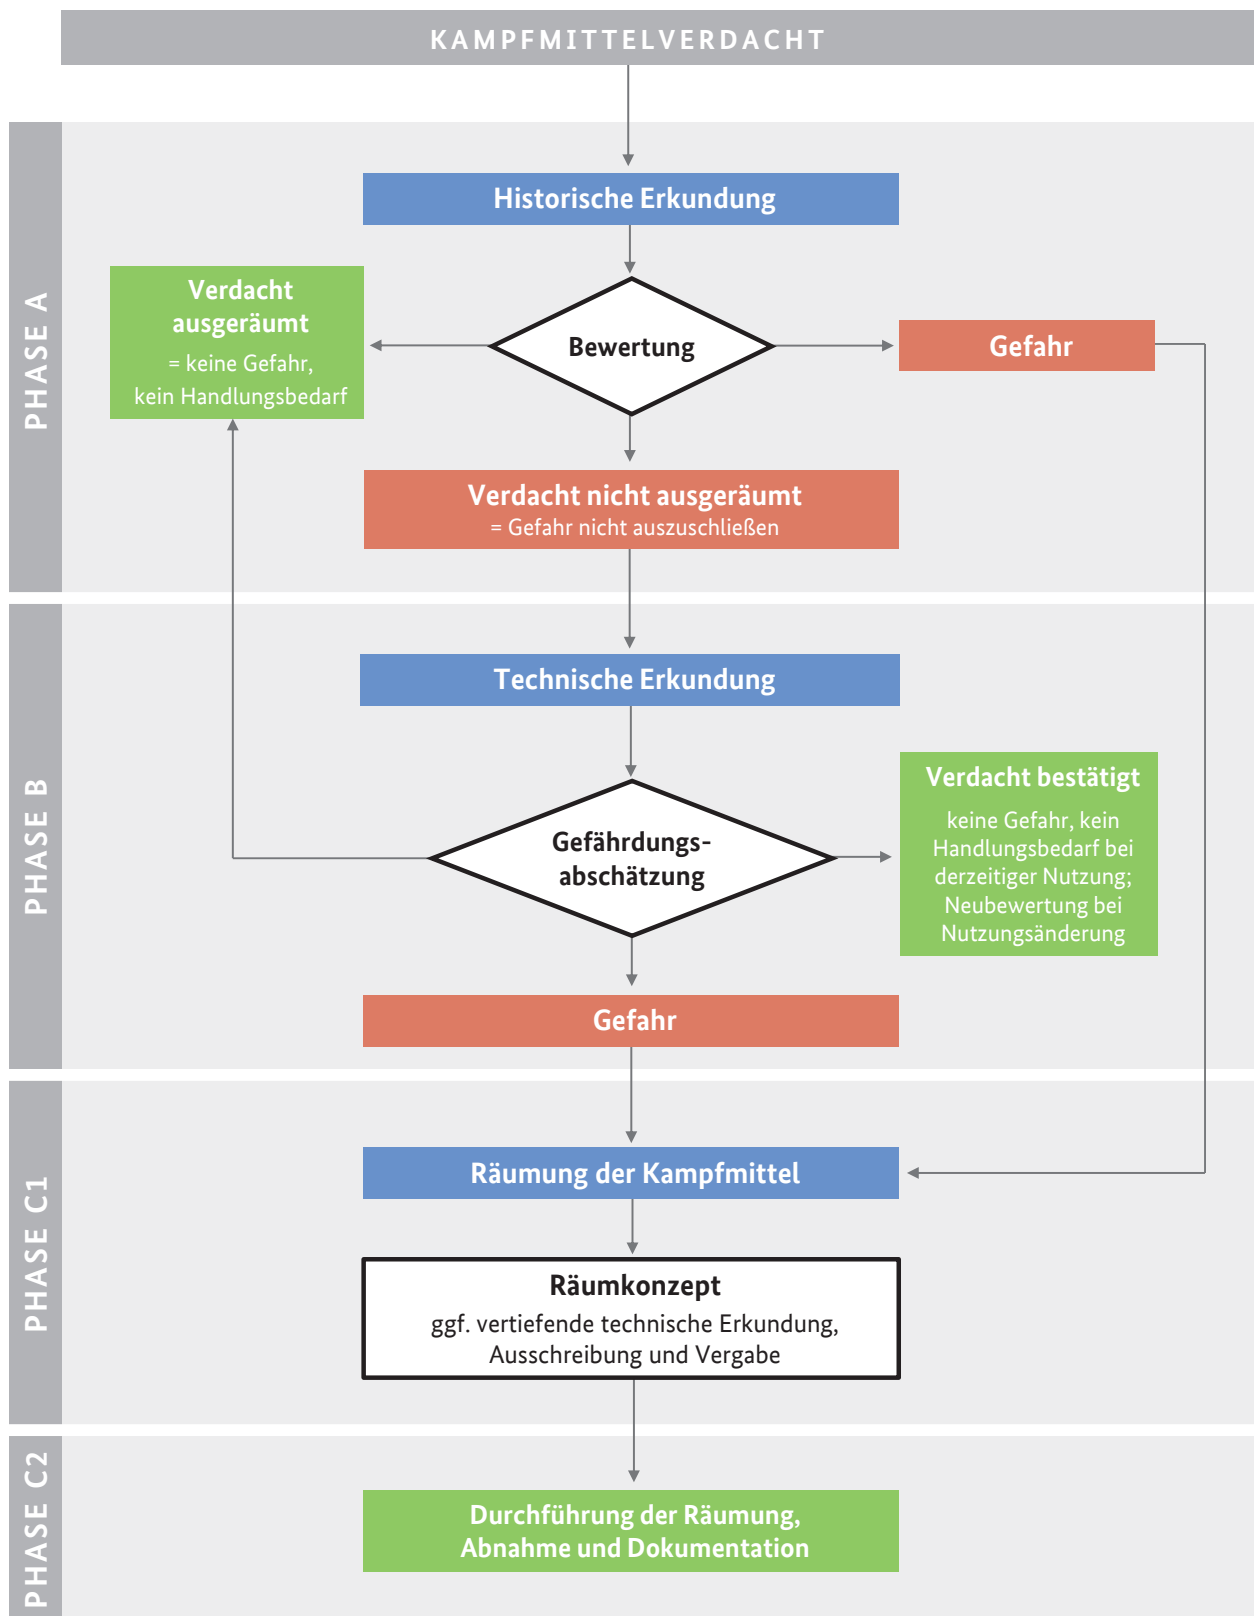 KAMPFMITTELVERDACHT
PHASE A
Historische Erkundung
Verdacht
ausgeräumt
= keine Gefahr,
kein Handlungsbedarf
Bewertung
Gefahr
Verdacht nicht ausgeräumt
= Gefahr nicht auszuschließen
PHASE B
Technische Erkundung
Gefährdungs-
abschätzung
Verdacht bestätigt
keine Gefahr, kein
Handlungsbedarf bei
derzeitiger Nutzung;
Neubewertung bei
Nutzungsänderung
Gefahr
PHASE C1
Räumung der Kampfmittel
Räumkonzept
ggf. vertiefende technische Erkundung,
Ausschreibung und Vergabe
PHASE C2
Durchführung der Räumung,
Abnahme und Dokumentation